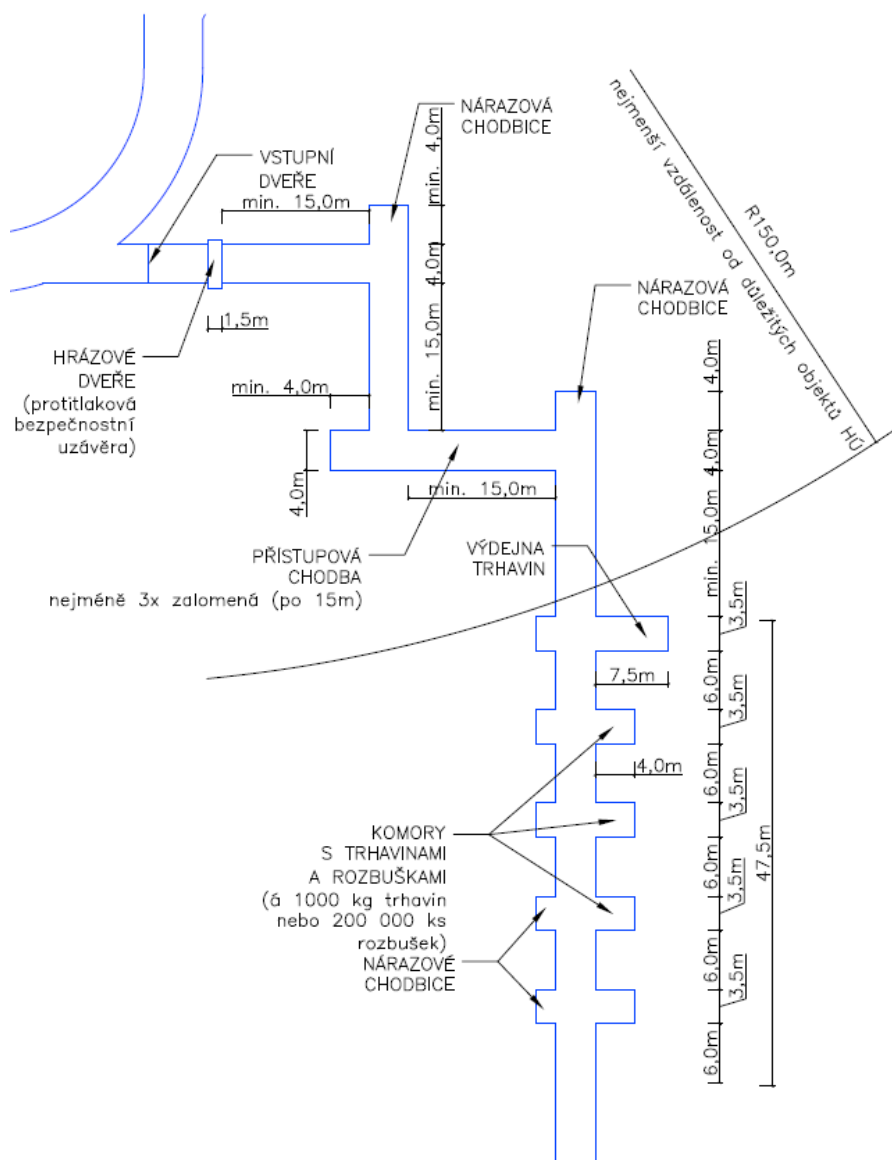 NÁRAZOVÁ
CHODBICE
min. 4,0m
4,0m
min. 15,0m
VSTUPNÍ
DVEŘE
min. 15,0m
1,5m
HRÁZOVÉ
DVEŘE
(protitlaková
bezpečnostní
uzávěra)
min. 4,0m
4,0m
min. 15,0m
PŘÍSTUPOVÁ
CHODBA
nejméně 3x zalomená (po 15m)
NÁRAZOVÁ
CHODBICE
R150,0m
nejmenší vzdálenost od důležitých objektů HÚ
4,0m
4,0m
min. 15,0m
VÝDEJNA
TRHAVIN
7,5m
4,0m
3,5m
6,0m
3,5m
6,0m
3,5m
6,0m
3,5m
6,0m
3,5m
6,0m
47,5m
KOMORY
S TRHAVINAMI
A ROZBUŠKAMI
(á 1000 kg trhavin
nebo 200 000 ks
rozbušek)
NÁRAZOVÉ
CHODBICE